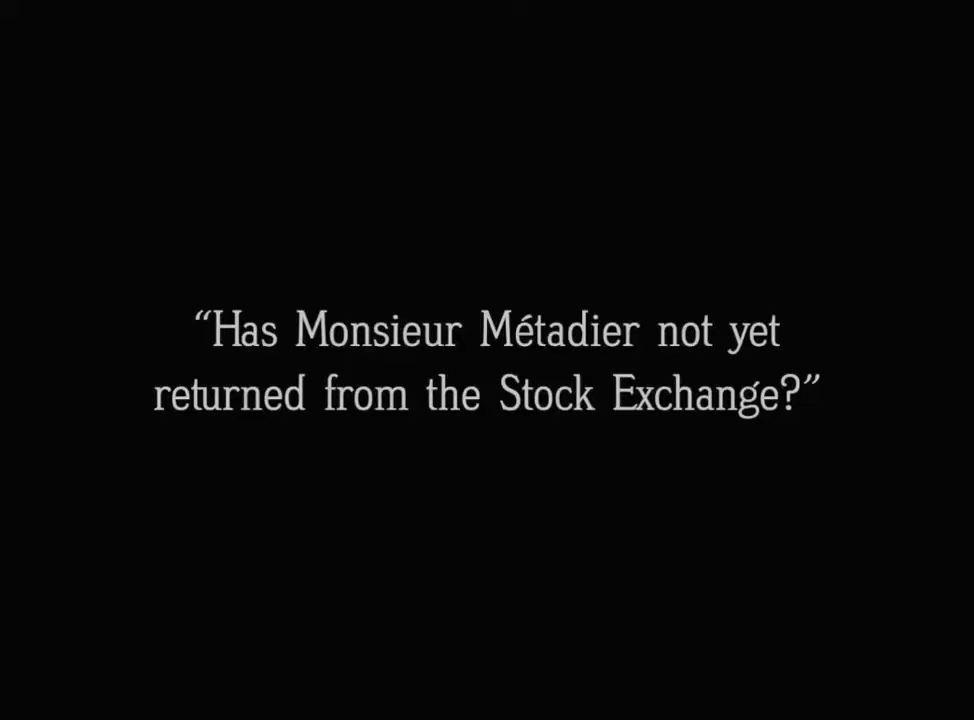 “Has Monsieur Métadier not yet
returned from the Stock Exchange?”